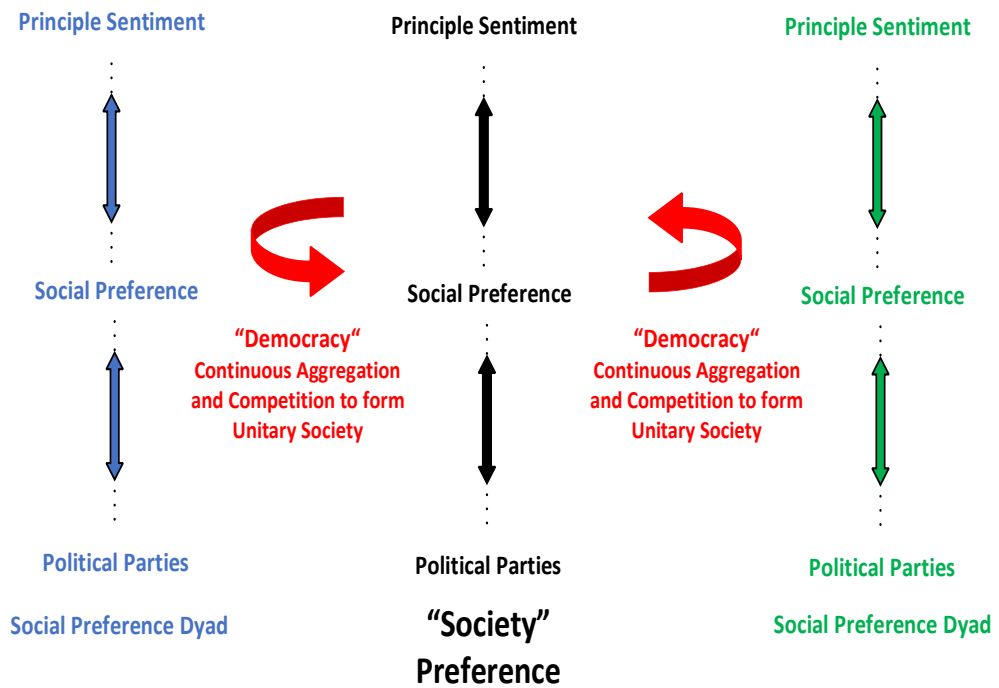 Principle Sentiment
Principle Sentiment
Principle Sentiment
Social Preference
Social Preference
Social Preference
“Democracy“
Continuous Aggregation
and Competition to form
Unitary Society
“Democracy“
Continuous Aggregation
and Competition to form
Unitary Society
Political Parties
Political Parties
Political Parties
Social Preference Dyad
“Society”
Preference
Social Preference Dyad